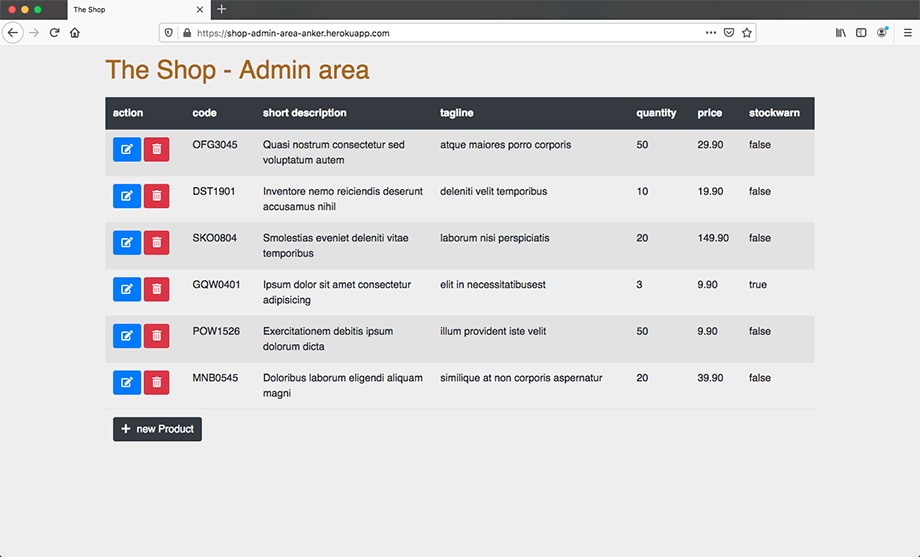 The Shop
https://shop-admin-area-anker.herokuapp.com
The Shop - Admin area
action code short description tagline quantity price stockwarn
OFG3045 Quasi nostrum consectetur sed atque maiores porro corporis 50 29.90 false
voluptatum autem
DST1901 Inventore nemo reiciendis deserunt deleniti velit temporibus 10 19.90 false
accusamus nihil
SKO0804 Smolestias eveniet deleniti vitae laborum nisi perspiciatis 20 149.90 false
temporibus
GQW0401 Ipsum dolor sit amet consectetur elit in necessitatibusest 3 9.90 true
adipisicing
POW1526 Exercitationem debitis ipsum illum provident iste velit 50 9.90 false
dolorum dicta
MNB0545 Doloribus laborum eligendi aliquam similique at non corporis aspernatur 20 39.90 false
magni
+ new Product